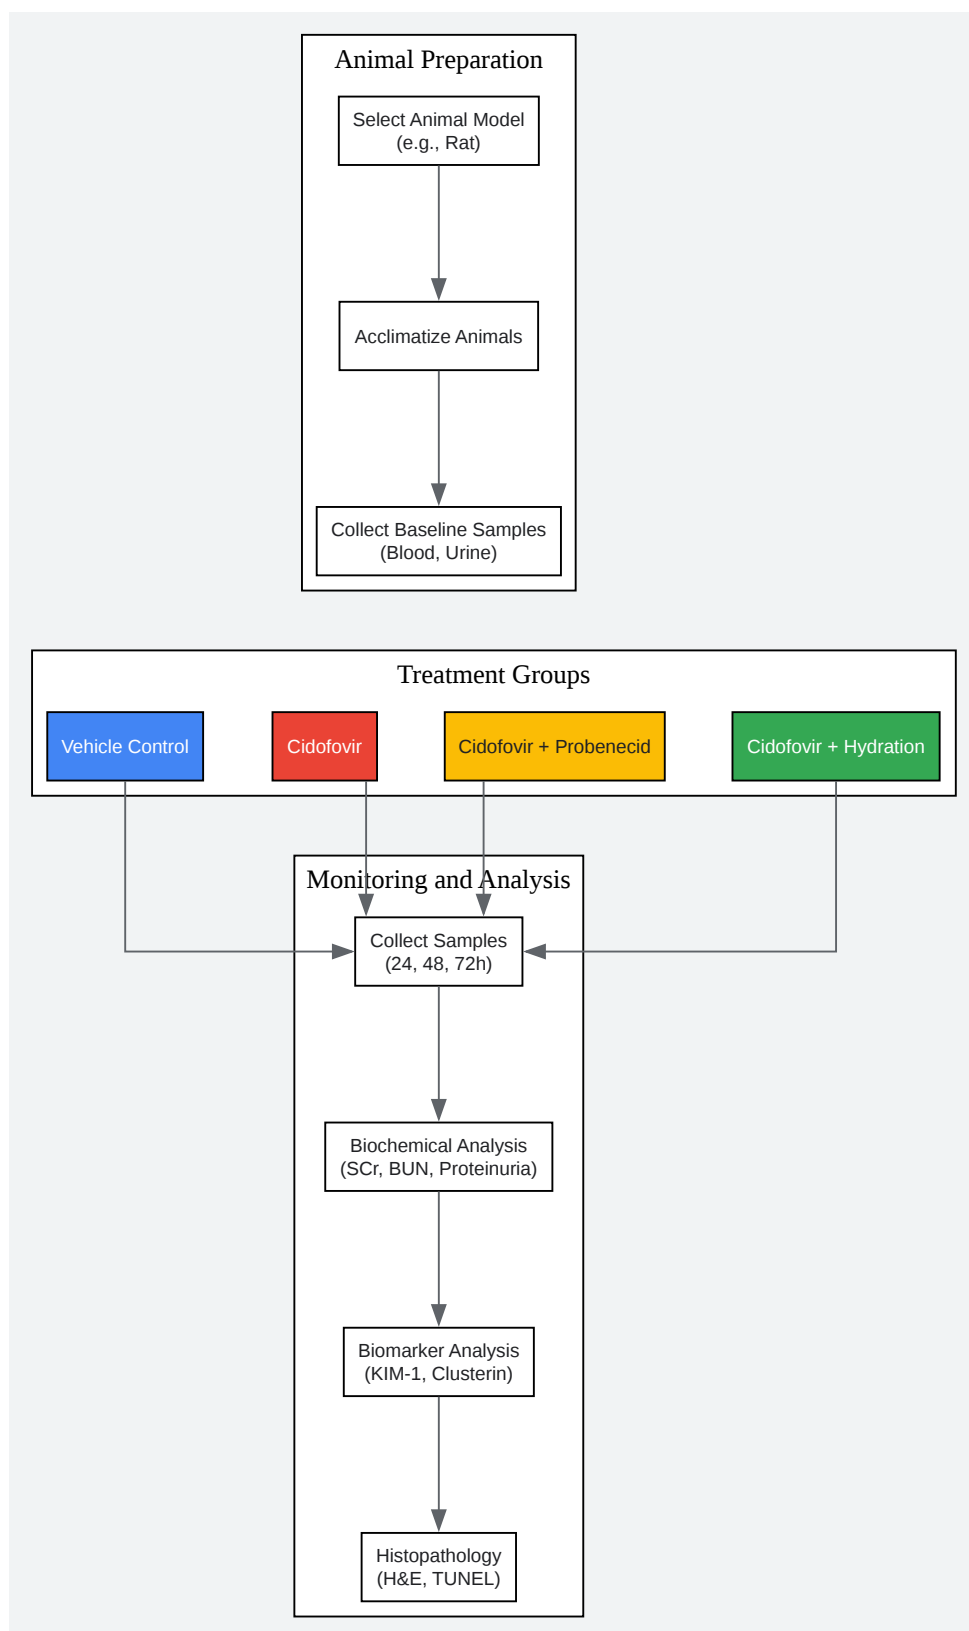 Animal Preparation
Select Animal Model
(e.g., Rat)
Acclimatize Animals
Collect Baseline Samples
(Blood, Urine)
Treatment Groups
Vehicle Control
Cidofovir
Cidofovir + Probenecid
Cidofovir + Hydration
Monitoring and Analysis
Collect Samples
(24, 48, 72h)
Biochemical Analysis
(SCr, BUN, Proteinuria)
Biomarker Analysis
(KIM-1, Clusterin)
Histopathology
(H&E, TUNEL)